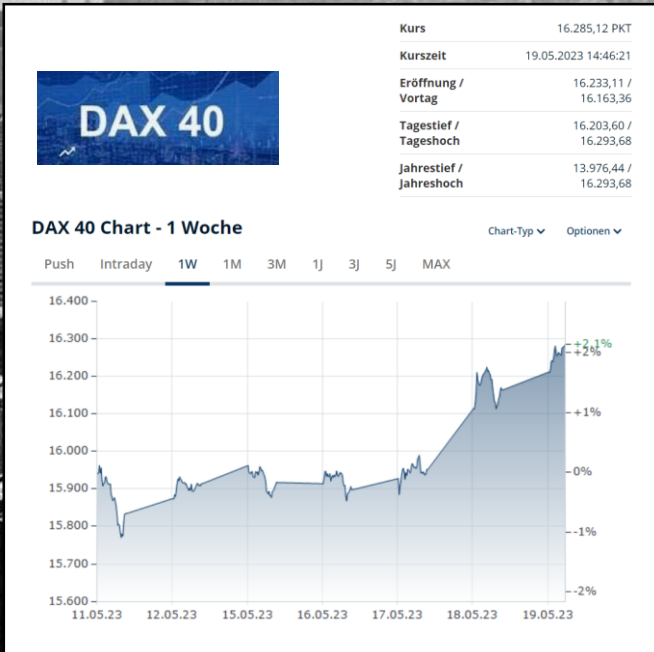 Kurs 16.285,12 PKT
Kurszeit 19.05.2023 14:46:21
Eröffnung / 16.233,11 /
Vortag 16.163,36
Tagestief / 16.203,60 /
Tageshoch 16.293,68
Jahrestief / 13.976,44 /
Jahreshoch 16.293,68
DAX 40
DAX 40 Chart - 1 Woche
Chart-Typ Optionen
Push Intraday 1W 1M 3M 1J 3J 5J MAX
16.400
16.300
16.200
16.100
16.000
15.900
15.800
15.700
15.600
+2,1%
+2%
+1%
0%
-1%
-2%
11.05.23 12.05.23 15.05.23 16.05.23 17.05.23 18.05.23 19.05.23